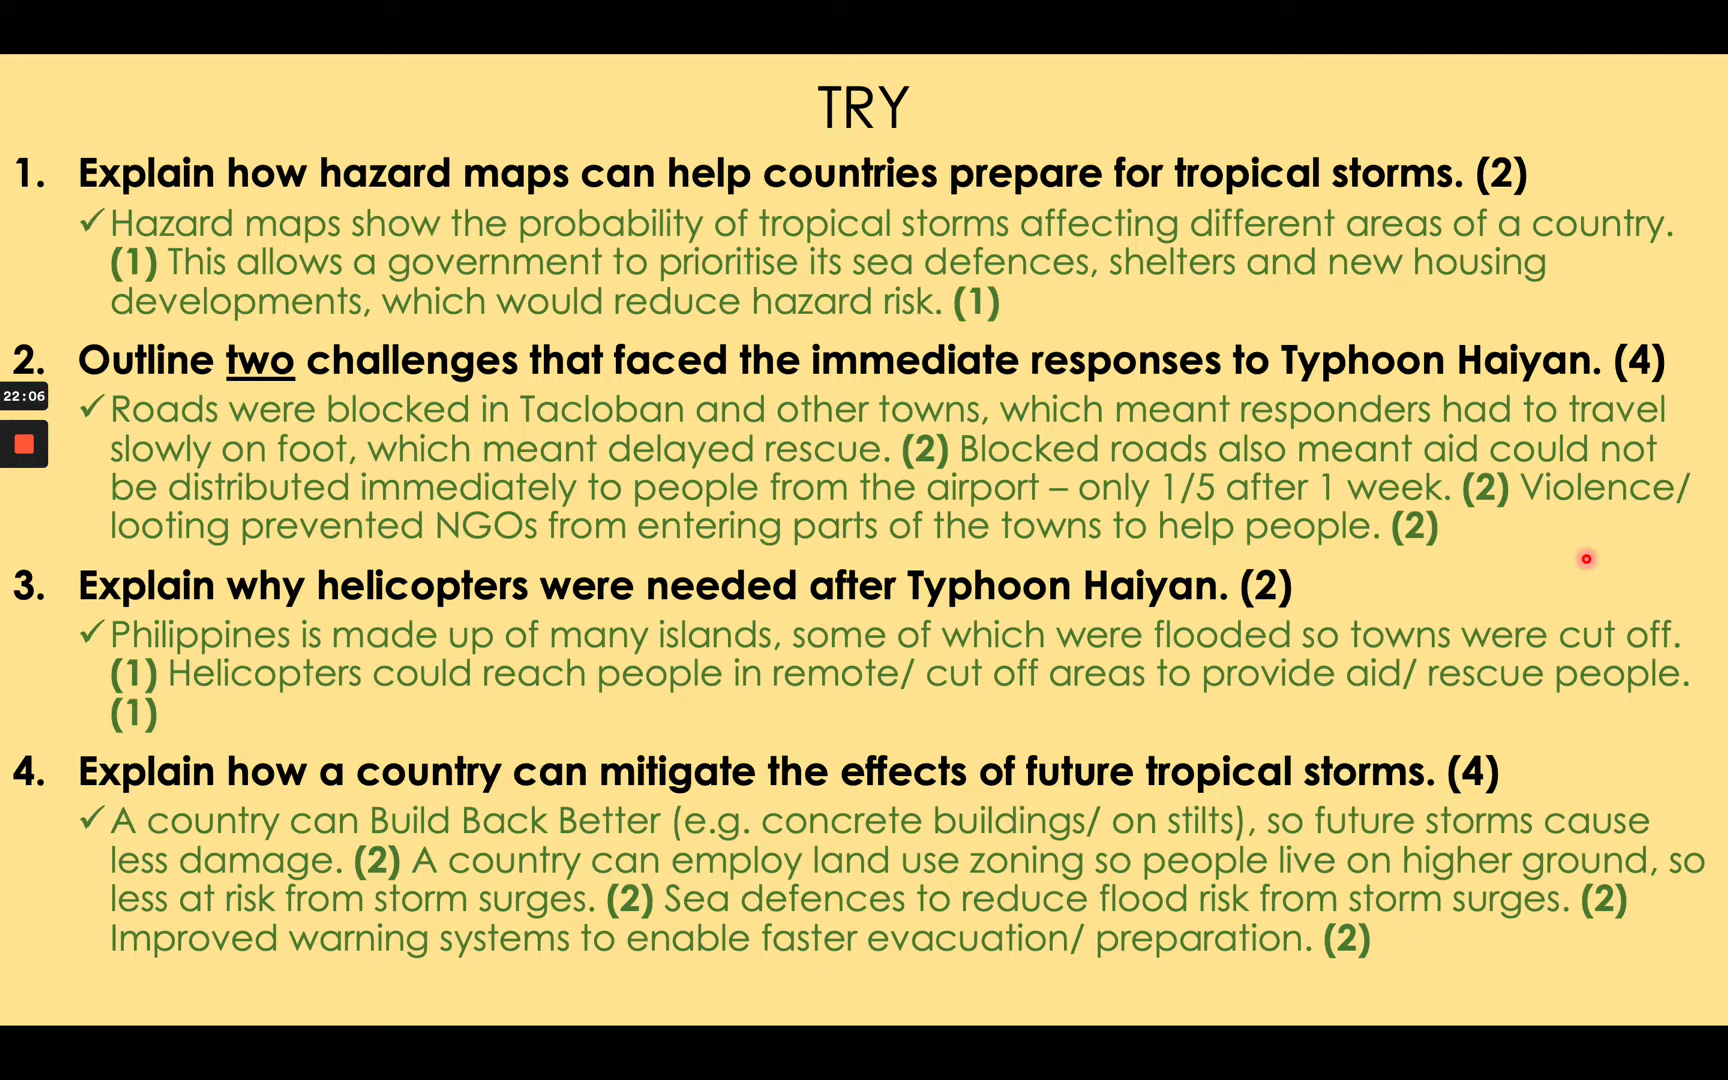 TRY
1. Explain how hazard maps can help countries prepare for tropical storms. (2)
✓Hazard maps show the probability of tropical storms affecting different areas of a country.
(1) This allows a government to prioritise its sea defences, shelters and new housing
developments, which would reduce hazard risk. (1)
2. Outline two challenges that faced the immediate responses to Typhoon Haiyan. (4)
22:06
✓Roads were blocked in Tacloban and other towns, which meant responders had to travel
slowly on foot, which meant delayed rescue. (2) Blocked roads also meant aid could not
be distributed immediately to people from the airport – only 1/5 after 1 week. (2) Violence/
looting prevented NGOs from entering parts of the towns to help people. (2)
3. Explain why helicopters were needed after Typhoon Haiyan. (2)
✓Philippines is made up of many islands, some of which were flooded so towns were cut off.
(1) Helicopters could reach people in remote/ cut off areas to provide aid/ rescue people.
(1)
4. Explain how a country can mitigate the effects of future tropical storms. (4)
✓A country can Build Back Better (e.g. concrete buildings/ on stilts), so future storms cause
less damage. (2) A country can employ land use zoning so people live on higher ground, so
less at risk from storm surges. (2) Sea defences to reduce flood risk from storm surges. (2)
Improved warning systems to enable faster evacuation/ preparation. (2)